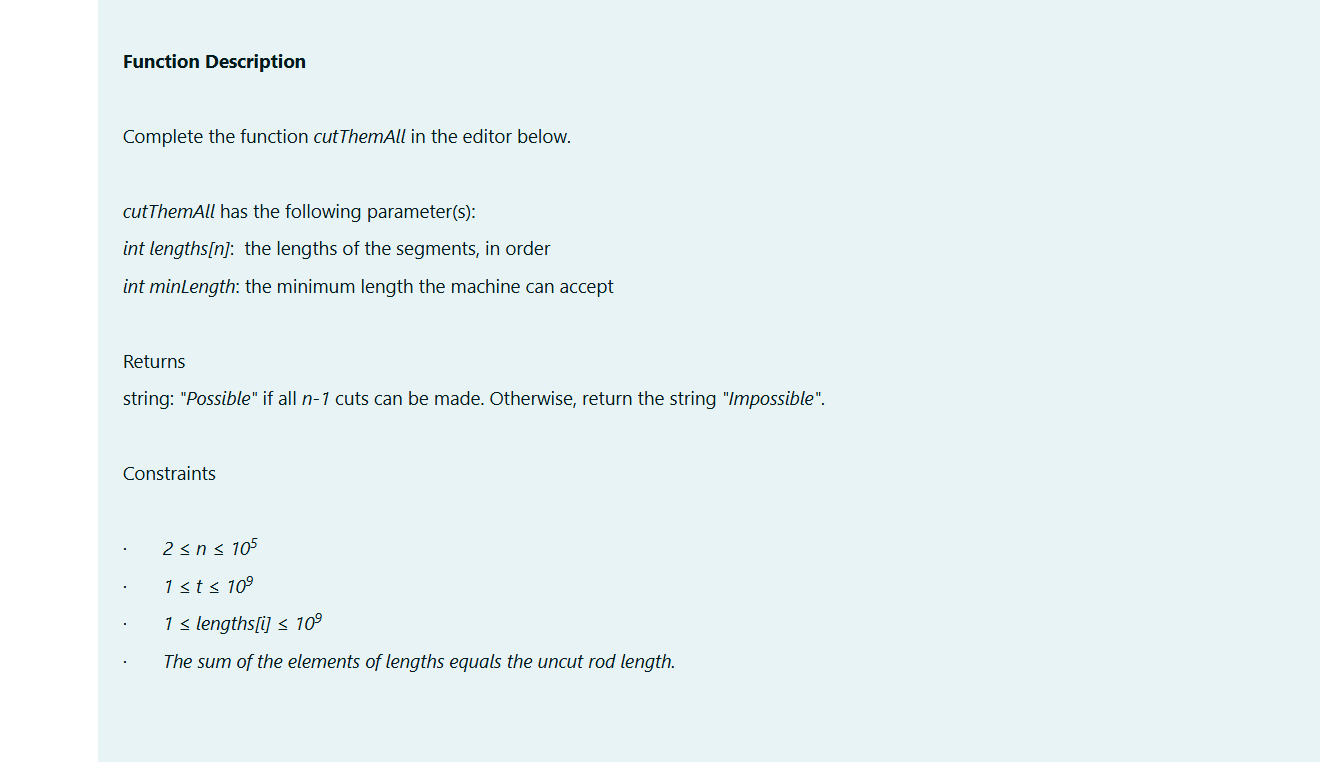 Function Description
Complete the function cutThemAll in the editor below.
cutThemAll has the following parameter(s):
int lengths[n]:  the lengths of the segments, in order
int minLength: the minimum length the machine can accept
Returns
string: "Possible" if all n-1 cuts can be made. Otherwise, return the string "Impossible".
Constraints
· 2 ≤ n ≤ 10⁵
· 1 ≤ t ≤ 10⁹
· 1 ≤ lengths[i] ≤ 10⁹
· The sum of the elements of lengths equals the uncut rod length.